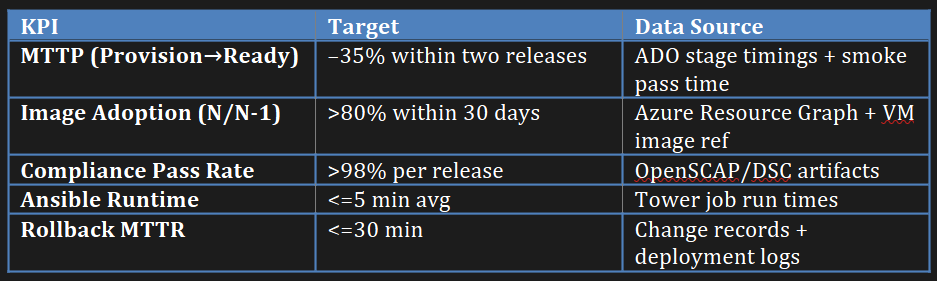 KPI Target Data Source
MTTP (Provision→Ready) –35% within two releases ADO stage timings + smoke
pass time
Image Adoption (N/N-1) >80% within 30 days Azure Resource Graph + VM
image ref
Compliance Pass Rate >98% per release OpenSCAP/DSC artifacts
Ansible Runtime <=5 min avg Tower job run times
Rollback MTTR <=30 min Change records +
deployment logs